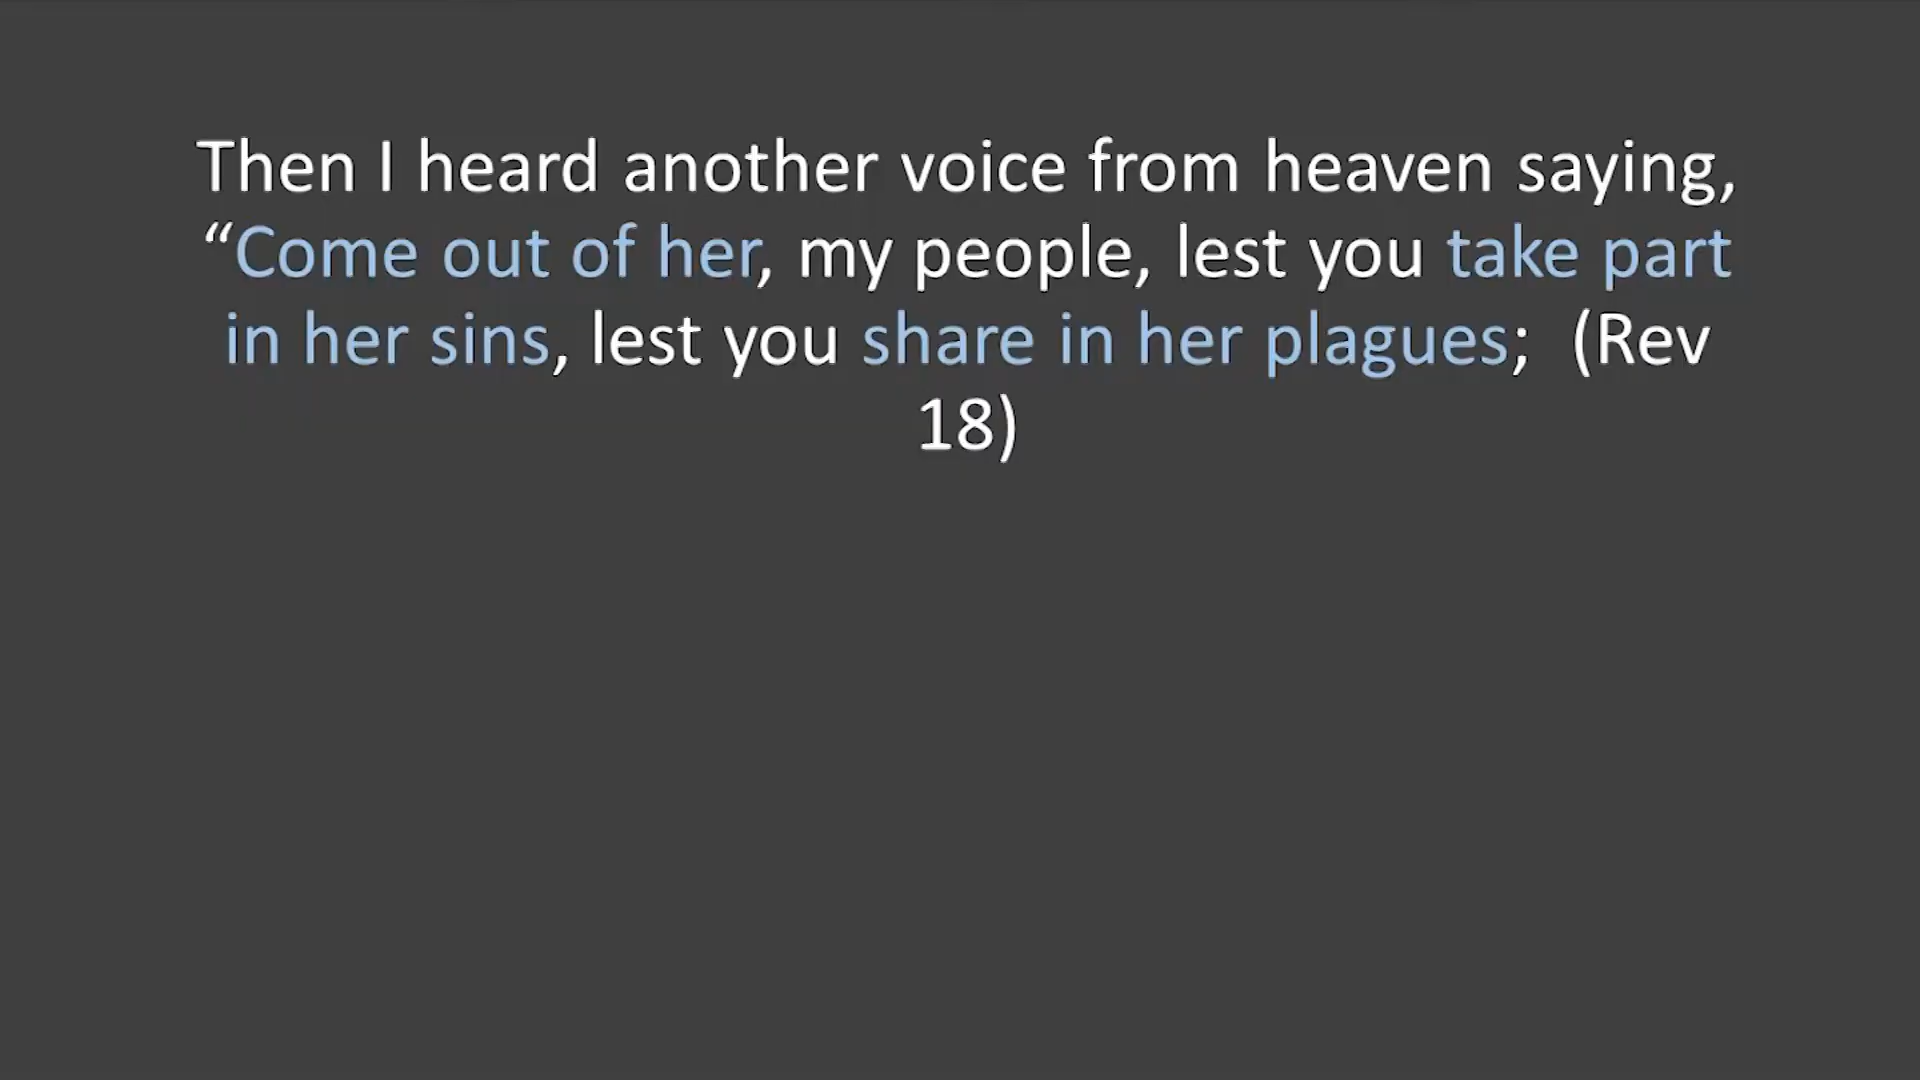 Then I heard another voice from heaven saying,
“Come out of her, my people, lest you take part
in her sins, lest you share in her plagues;  (Rev
18)